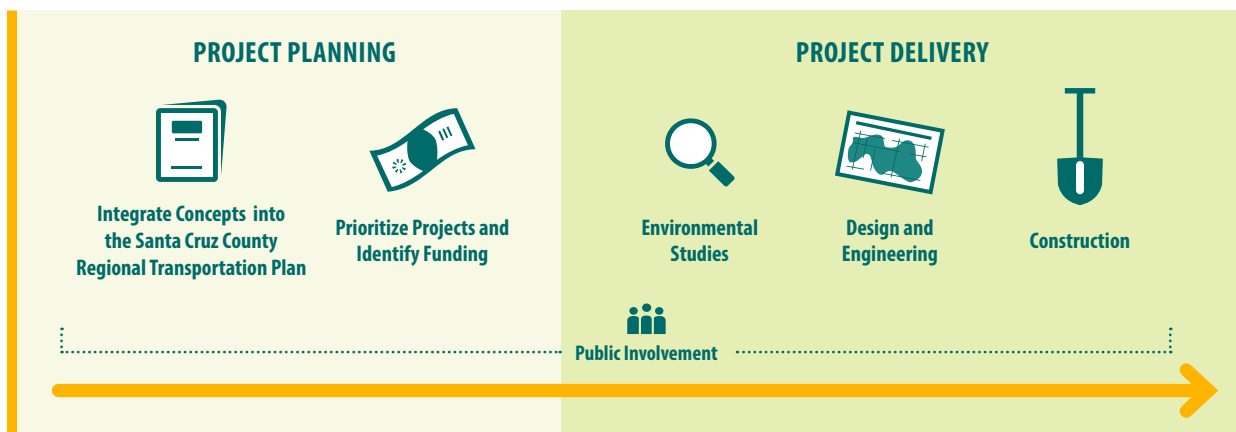 PROJECT PLANNING
Integrate Concepts into
the Santa Cruz County
Regional Transportation Plan
Prioritize Projects and
Identify Funding
PROJECT DELIVERY
Environmental
Studies
Design and
Engineering
Construction
Public Involvement